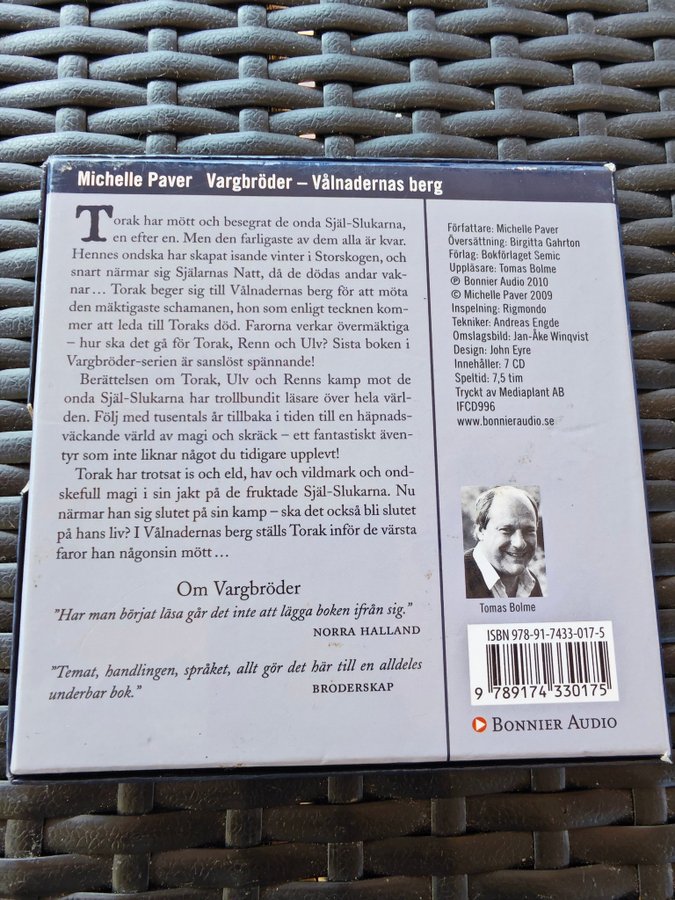 Michelle Paver Vargbröder – Vålnadernas berg
Torak har mött och besegrat de onda Själ-Slukarna,
en efter en. Men den farligaste av dem alla är kvar.
Hennes ondska har skapat isande vinter i Storskogen, och
snart närmar sig Själarnas Natt, då de dödas andar vak-
nar… Torak beger sig till Vålnadernas berg för att möta
den mäktigaste schamanen, hon som enligt tecknen kom-
mer att leda till Toraks död. Farorna verkar övermäktiga
– hur ska det gå för Torak, Renn och Ulv? Sista boken i
Vargbröder-serien är sanslöst spännande!
Berättelsen om Torak, Ulv och Renns kamp mot de
onda Själ-Slukarna har trollbundit läsare över hela värl-
den. Följ med tusentals år tillbaka i tiden till en häpnads-
väckande värld av magi och skräck – ett fantastiskt även-
tyr som inte liknar något du tidigare upplevt!
Torak har trotsat is och eld, hav och vildmark och ond-
skefull magi i sin jakt på de fruktade Själ-Slukarna. Nu
närmar han sig slutet på sin kamp – ska det också bli slutet
på hans liv? I Vålnadernas berg ställs Torak inför de värsta
faror han någonsin mött…
Om Vargbröder
"Har man börjat läsa går det inte att lägga boken ifrån sig."
NORRA HALLAND
"Temat, handlingen, språket, allt gör det här till en alldeles
underbar bok."
BRODERSKAP
Författare: Michelle Paver
Översättning: Birgitta Gahrton
Förlag: Bokförlaget Semic
Uppläsare: Tomas Bolme
℗ Bonnier Audio 2010
© Michelle Paver 2009
Inspelning: Rigmondo
Tekniker: Andreas Engde
Omslagsbild: Jan-Åke Winqvist
Design: John Eyre
Innehåller: 7 CD
Speltid: 7,5 tim
Tryckt av Mediaplant AB
IFCD996
www.bonnieraudio.se
Tomas Bolme
ISBN 978-91-7433-017-5
9 789174 330175
BONNIER AUDIO